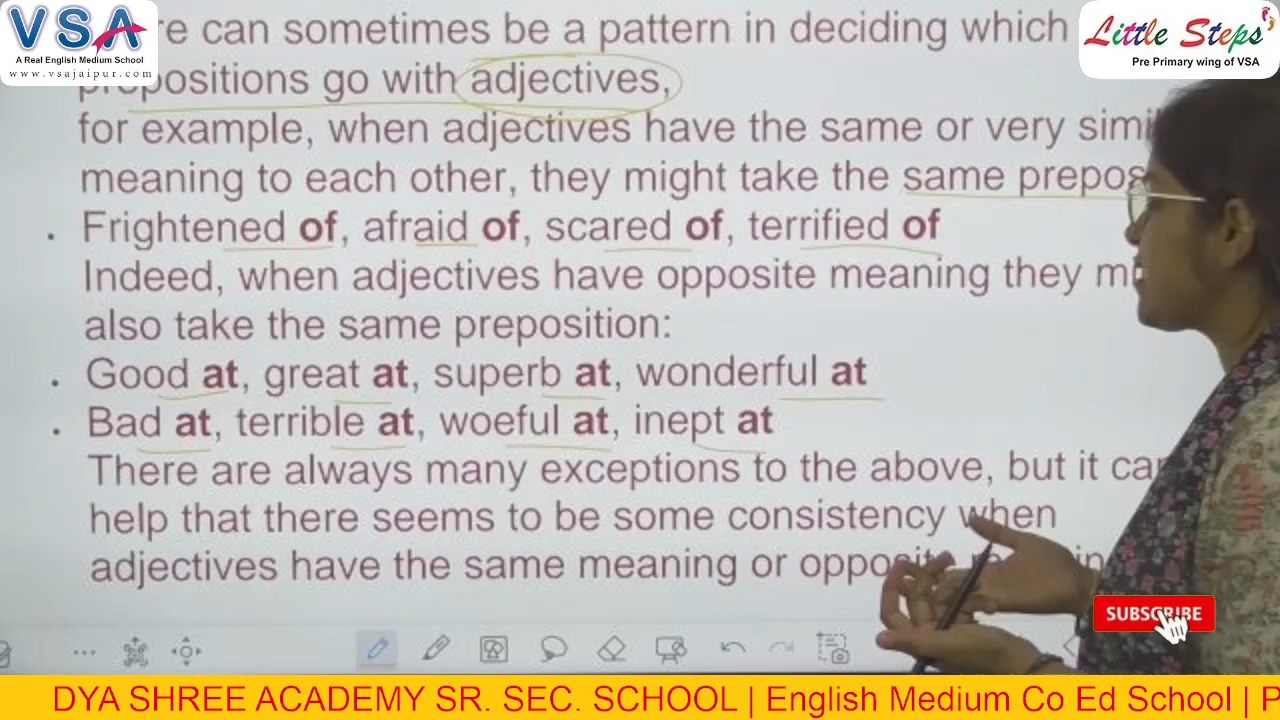 VSA
A Real English Medium School
www.vsajaipur.com
Little Steps
Pre Primary wing of VSA
can sometimes be a pattern in deciding which
go with adjectives,
for example, when adjectives have the same or very
meaning to each other, they might take the same
. Frightened of, afraid of, scared of, terrified of
Indeed, when adjectives have opposite meaning they
also take the same preposition:
. Good at, great at, superb at, wonderful at
. Bad at, terrible at, woeful at, inept at
There are always many exceptions to the above, but it
help that there seems to be some consistency when
adjectives have the same meaning or
SUBSCRIBE
DYA SHREE ACADEMY SR. SEC. SCHOOL | English Medium Co Ed School | P